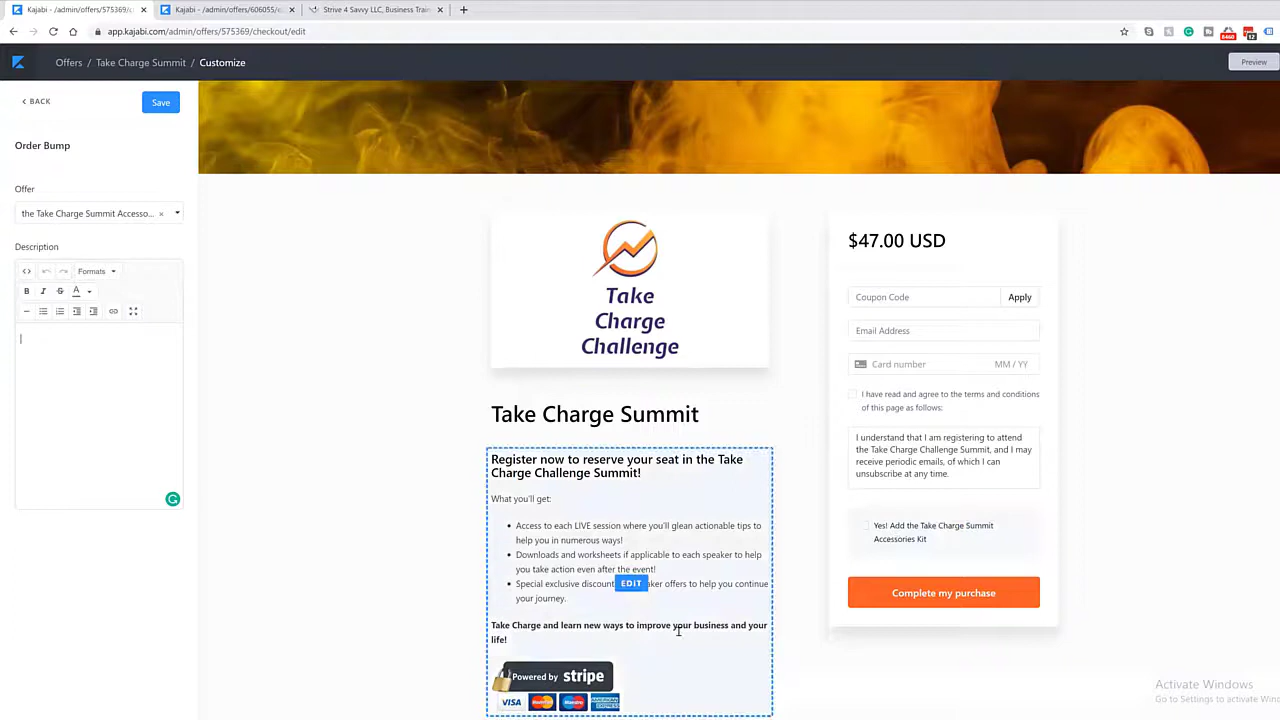 Kajabi - /admin/offers/575369/c
Kajabi - /admin/offers/606055/e
Strive 4 Savvy LLC, Business Train
app.kajabi.com/admin/offers/575369/checkout/edit
Offers / Take Charge Summit / Customize
Preview
BACK
Save
Order Bump
Offer
the Take Charge Summit Accesso...
Description
Formats
$47.00 USD
Coupon Code
Apply
Email Address
Card number
MM / YY
I have read and agree to the terms and conditions
of this page as follows:
I understand that I am registering to attend
the Take Charge Challenge Summit, and I may
receive periodic emails, of which I can
unsubscribe at any time.
Yes! Add the Take Charge Summit
Accessories Kit
Complete my purchase
Take
Charge
Challenge
Take Charge Summit
Register now to reserve your seat in the Take
Charge Challenge Summit!
What you'll get:
Access to each LIVE session where you'll glean actionable tips to
help you in numerous ways!
Downloads and worksheets if applicable to each speaker to help
you take action even after the event!
Special exclusive discount EDIT ker offers to help you continue
your journey.
Take Charge and learn new ways to improve your business and your
life!
Powered by stripe
VISA
Activate Windows
Go to Settings to activate Win